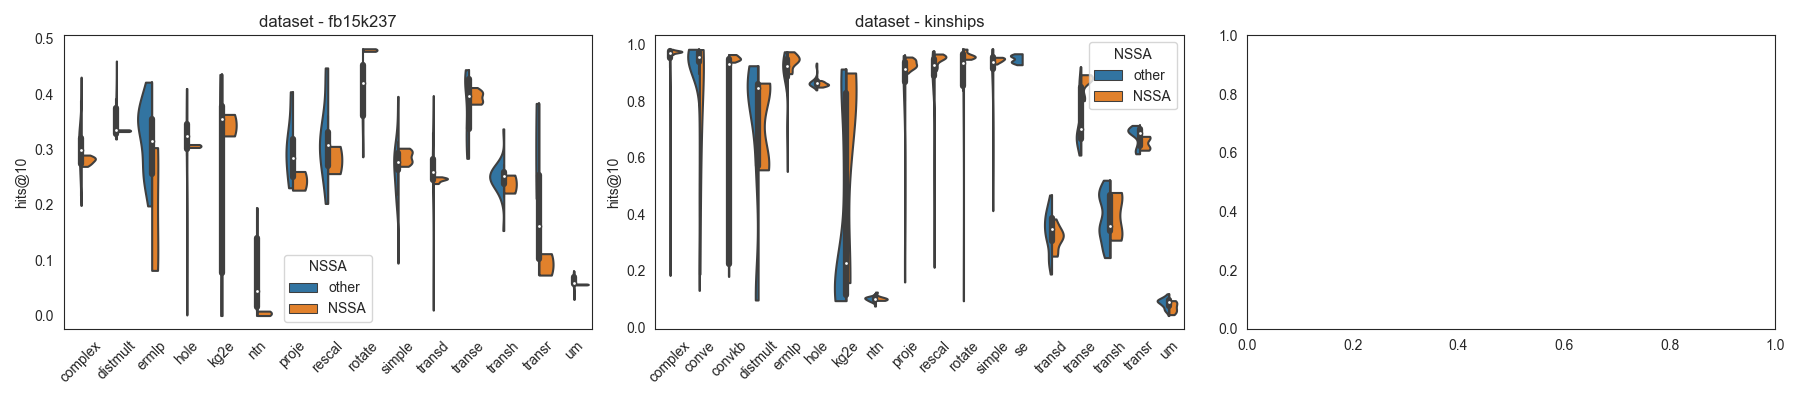 dataset - fb15k237
hits@10
0.5
0.4
0.3
0.2
0.1
0.0
NSSA
other
NSSA
complex
distmult
ermlp
hole
kg2e
ntn
proje
rescal
rotate
simple
transd
transe
transh
transr
um
dataset - kinships
hits@10
1.0
0.8
0.6
0.4
0.2
0.0
NSSA
other
NSSA
complex
conve
convkb
distmult
ermlp
hole
kg2e
ntn
proje
rescal
rotate
simple
se
transd
transe
transh
transr
um
1.0
0.8
0.6
0.4
0.2
0.0
0.0
0.2
0.4
0.6
0.8
1.0